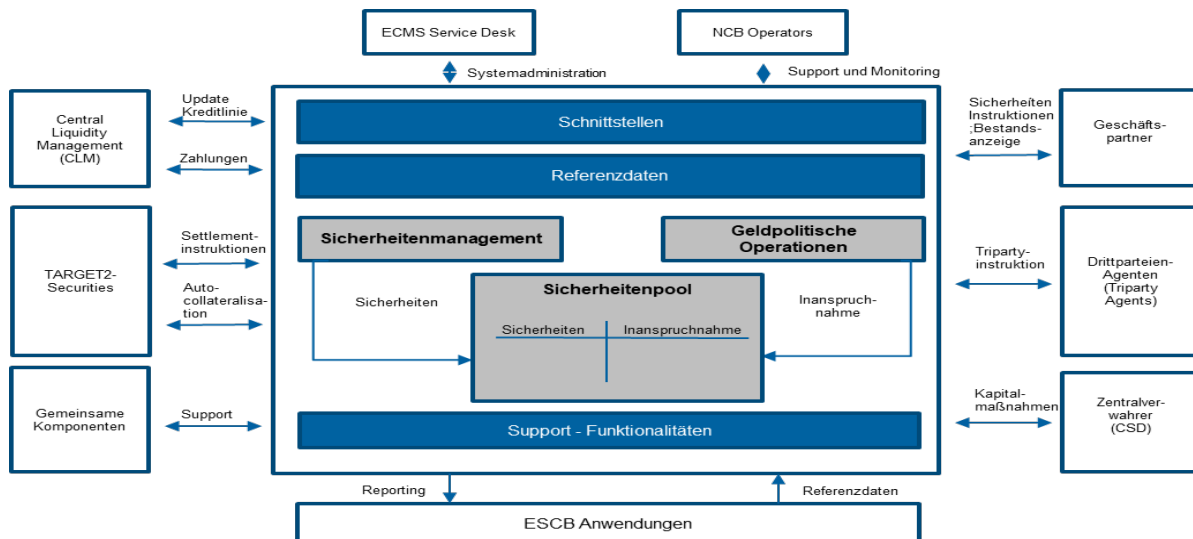 ECMS Service Desk
NCB Operators
Systemadministration
Support und Monitoring
Central
Liquidity
Management
(CLM)
Update
Kreditlinie
Zahlungen
Schnittstellen
Referenzdaten
Sicherheiten
Instruktionen
;Bestands-
anzeige
Geschäfts-
partner
TARGET2-
Securities
Settlement-
instruktionen
Auto-
collateralisa-
tion
Sicherheitenmanagement
Geldpolitische
Operationen
Sicherheiten
Sicherheitenpool
Sicherheiten
Inanspruchnahme
Inanspruch-
nahme
Triparty-
instruktion
Drittparteien-
Agenten
(Triparty
Agents)
Gemeinsame
Komponenten
Support
Support - Funktionalitäten
Kapital-
maßnahmen
Zentralver-
wahrer
(CSD)
Reporting
Referenzdaten
ESCB Anwendungen